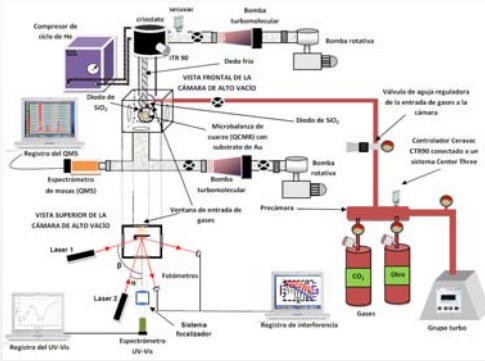 Compresor de
ciclo de He
criostato
Secuvac
Bomba
turbomolecular
ITR 90
Bomba rotativa
Dedo frio
VISTA FRONTAL DE LA
CÁMARA DE ALTO VACÍO
Diodo de
SiO₂
Diodo de SiO₂
Válvula de aguja reguladora
de la entrada de gases a la
cámara
Microbalanza de
cuarzo (QCMB) con
substrato de Au
Controlador Ceravac
CTR90 conectado a un
sistema Center Three
Registro del QMS
Espectrómetro
de masas (QMS)
Bomba
turbomolecular
Bomba
rotativa
Precámara
VISTA SUPERIOR DE LA
CÁMARA DE ALTO VACÍO
Ventana de entrada de
gases
Láser 1
β
α
Fotómetros
Láser 2
CO₂
Otro
Gases
Grupo turbo
Sistema
focalizador
Registro de interferencia
Registro del UV-Vis
Espectrómetro
UV-Vis